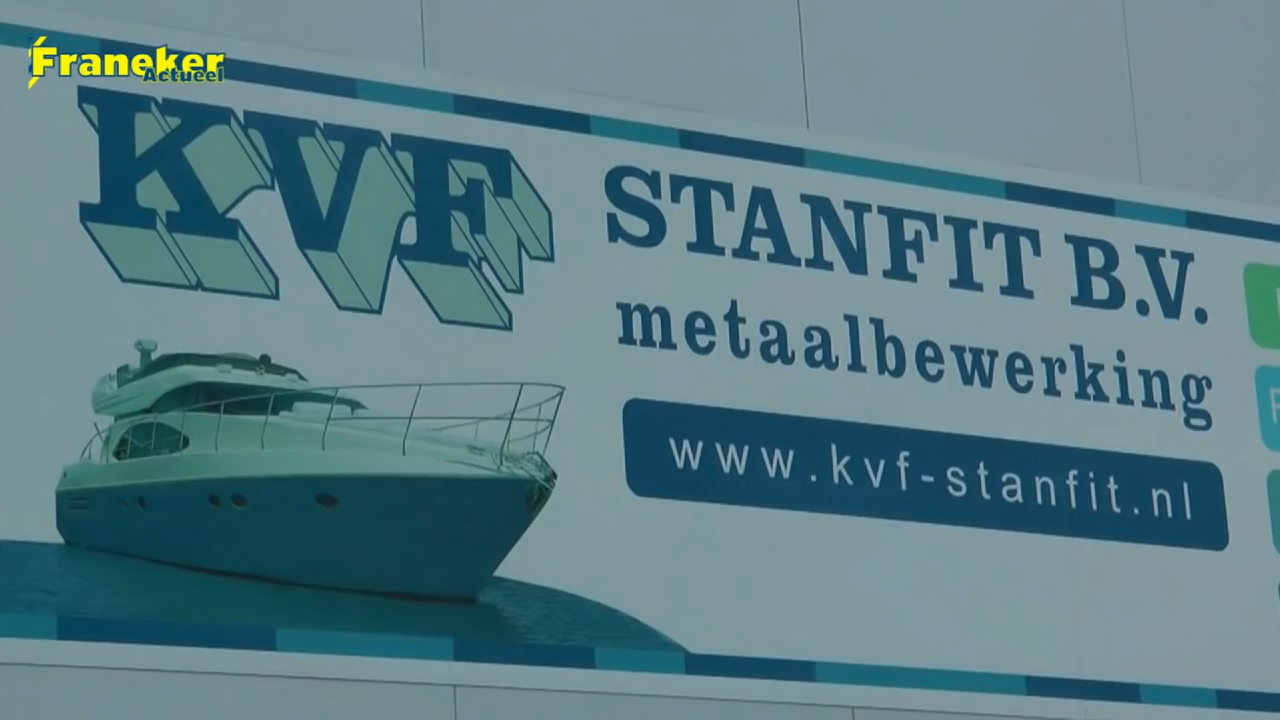 Franeker
Actueel
KVF
STANFIT B.V.
metaalbewerking
www.kvf-stanfit.nl